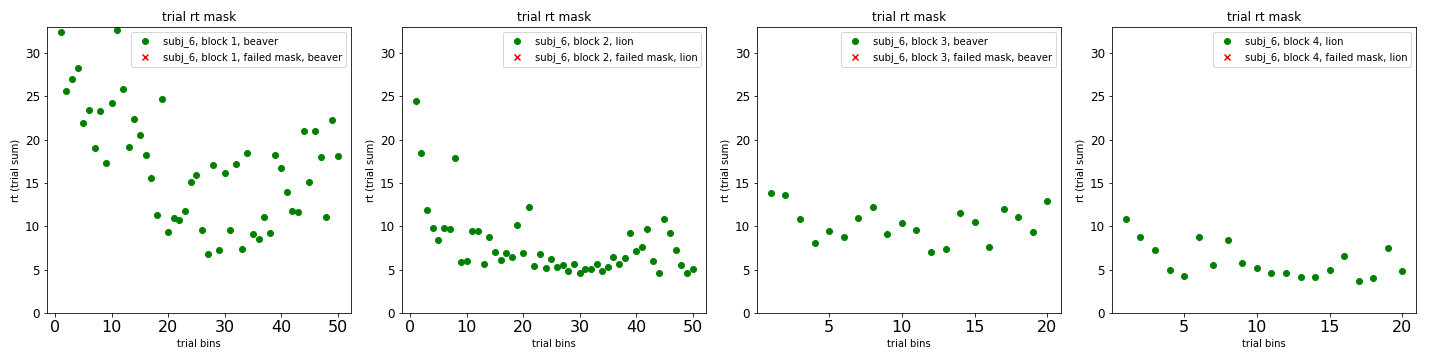 trial rt mask
subj_6, block 1, beaver
subj_6, block 1, failed mask, beaver
rt (trial sum)
30
25
20
15
10
5
0
0 10 20 30 40 50
trial bins
trial rt mask
subj_6, block 2, lion
subj_6, block 2, failed mask, lion
rt (trial sum)
30
25
20
15
10
5
0
0 10 20 30 40 50
trial bins
trial rt mask
subj_6, block 3, beaver
subj_6, block 3, failed mask, beaver
rt (trial sum)
30
25
20
15
10
5
0
5 10 15 20
trial bins
trial rt mask
subj_6, block 4, lion
subj_6, block 4, failed mask, lion
rt (trial sum)
30
25
20
15
10
5
0
5 10 15 20
trial bins